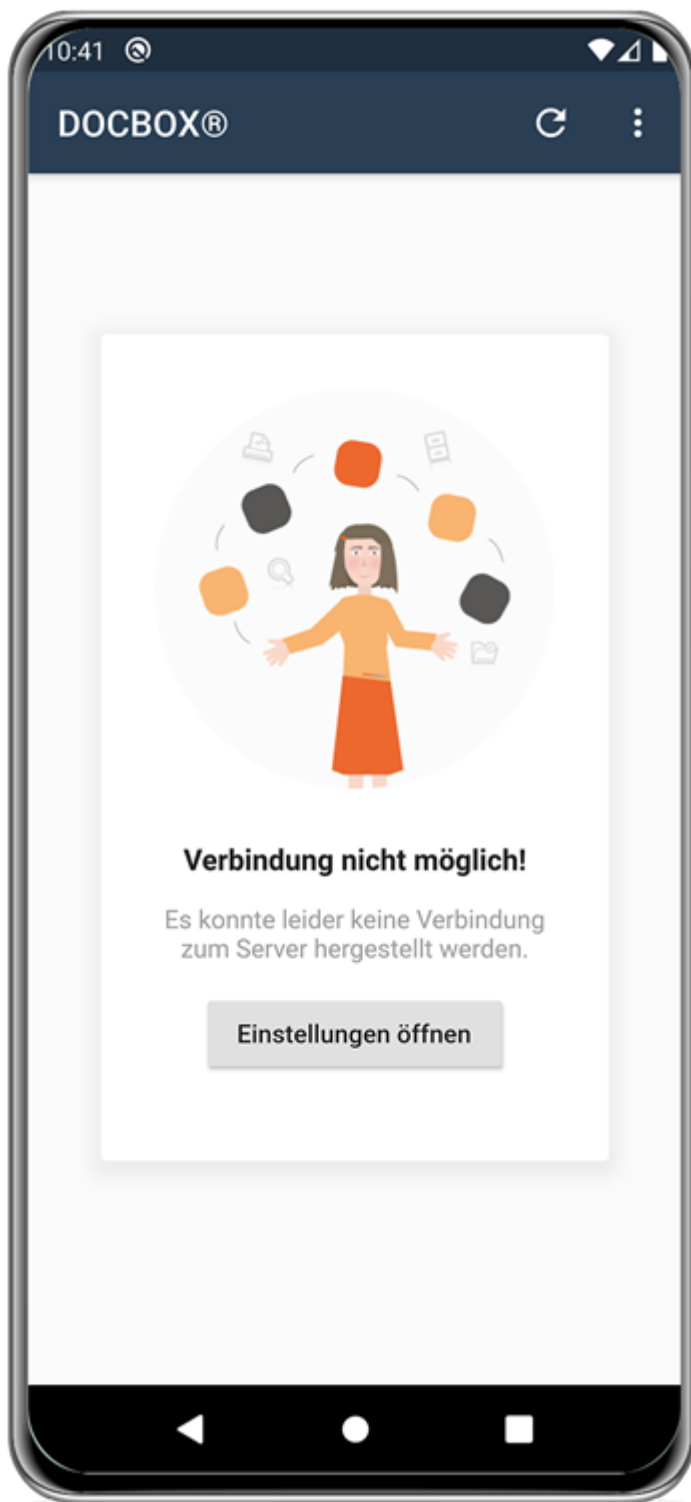 10:41
DOCBOX®
Verbindung nicht möglich!
Es konnte leider keine Verbindung
zum Server hergestellt werden.
Einstellungen öffnen